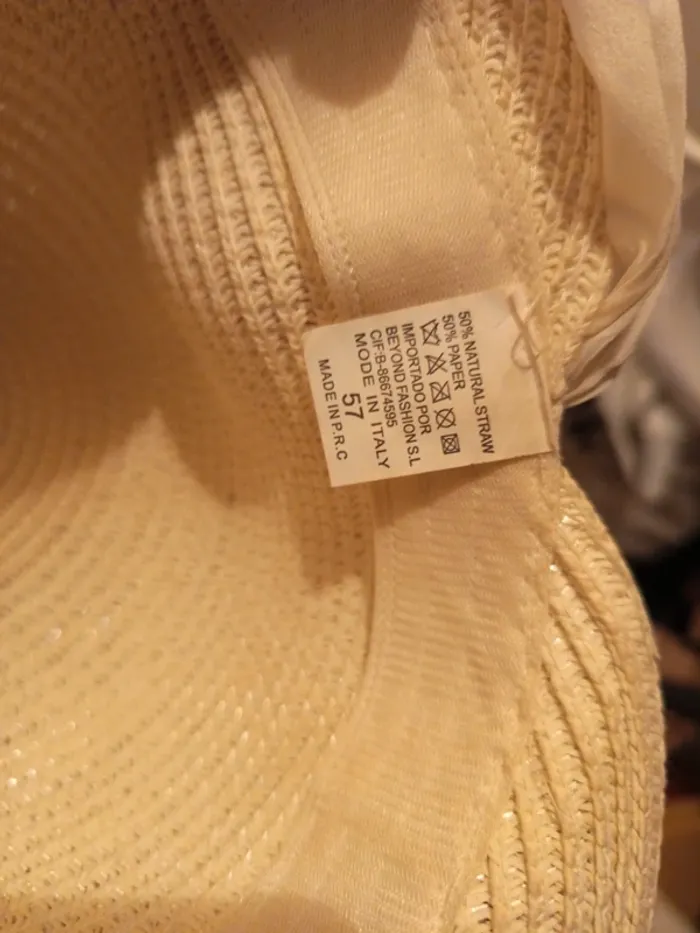 50% NATURAL STRAW
50% PAPER
IMPORTADO POR
BEYOND FASHION S.L
CIF:B-86674595
MODE IN ITALY
57
MADE IN P.R.C